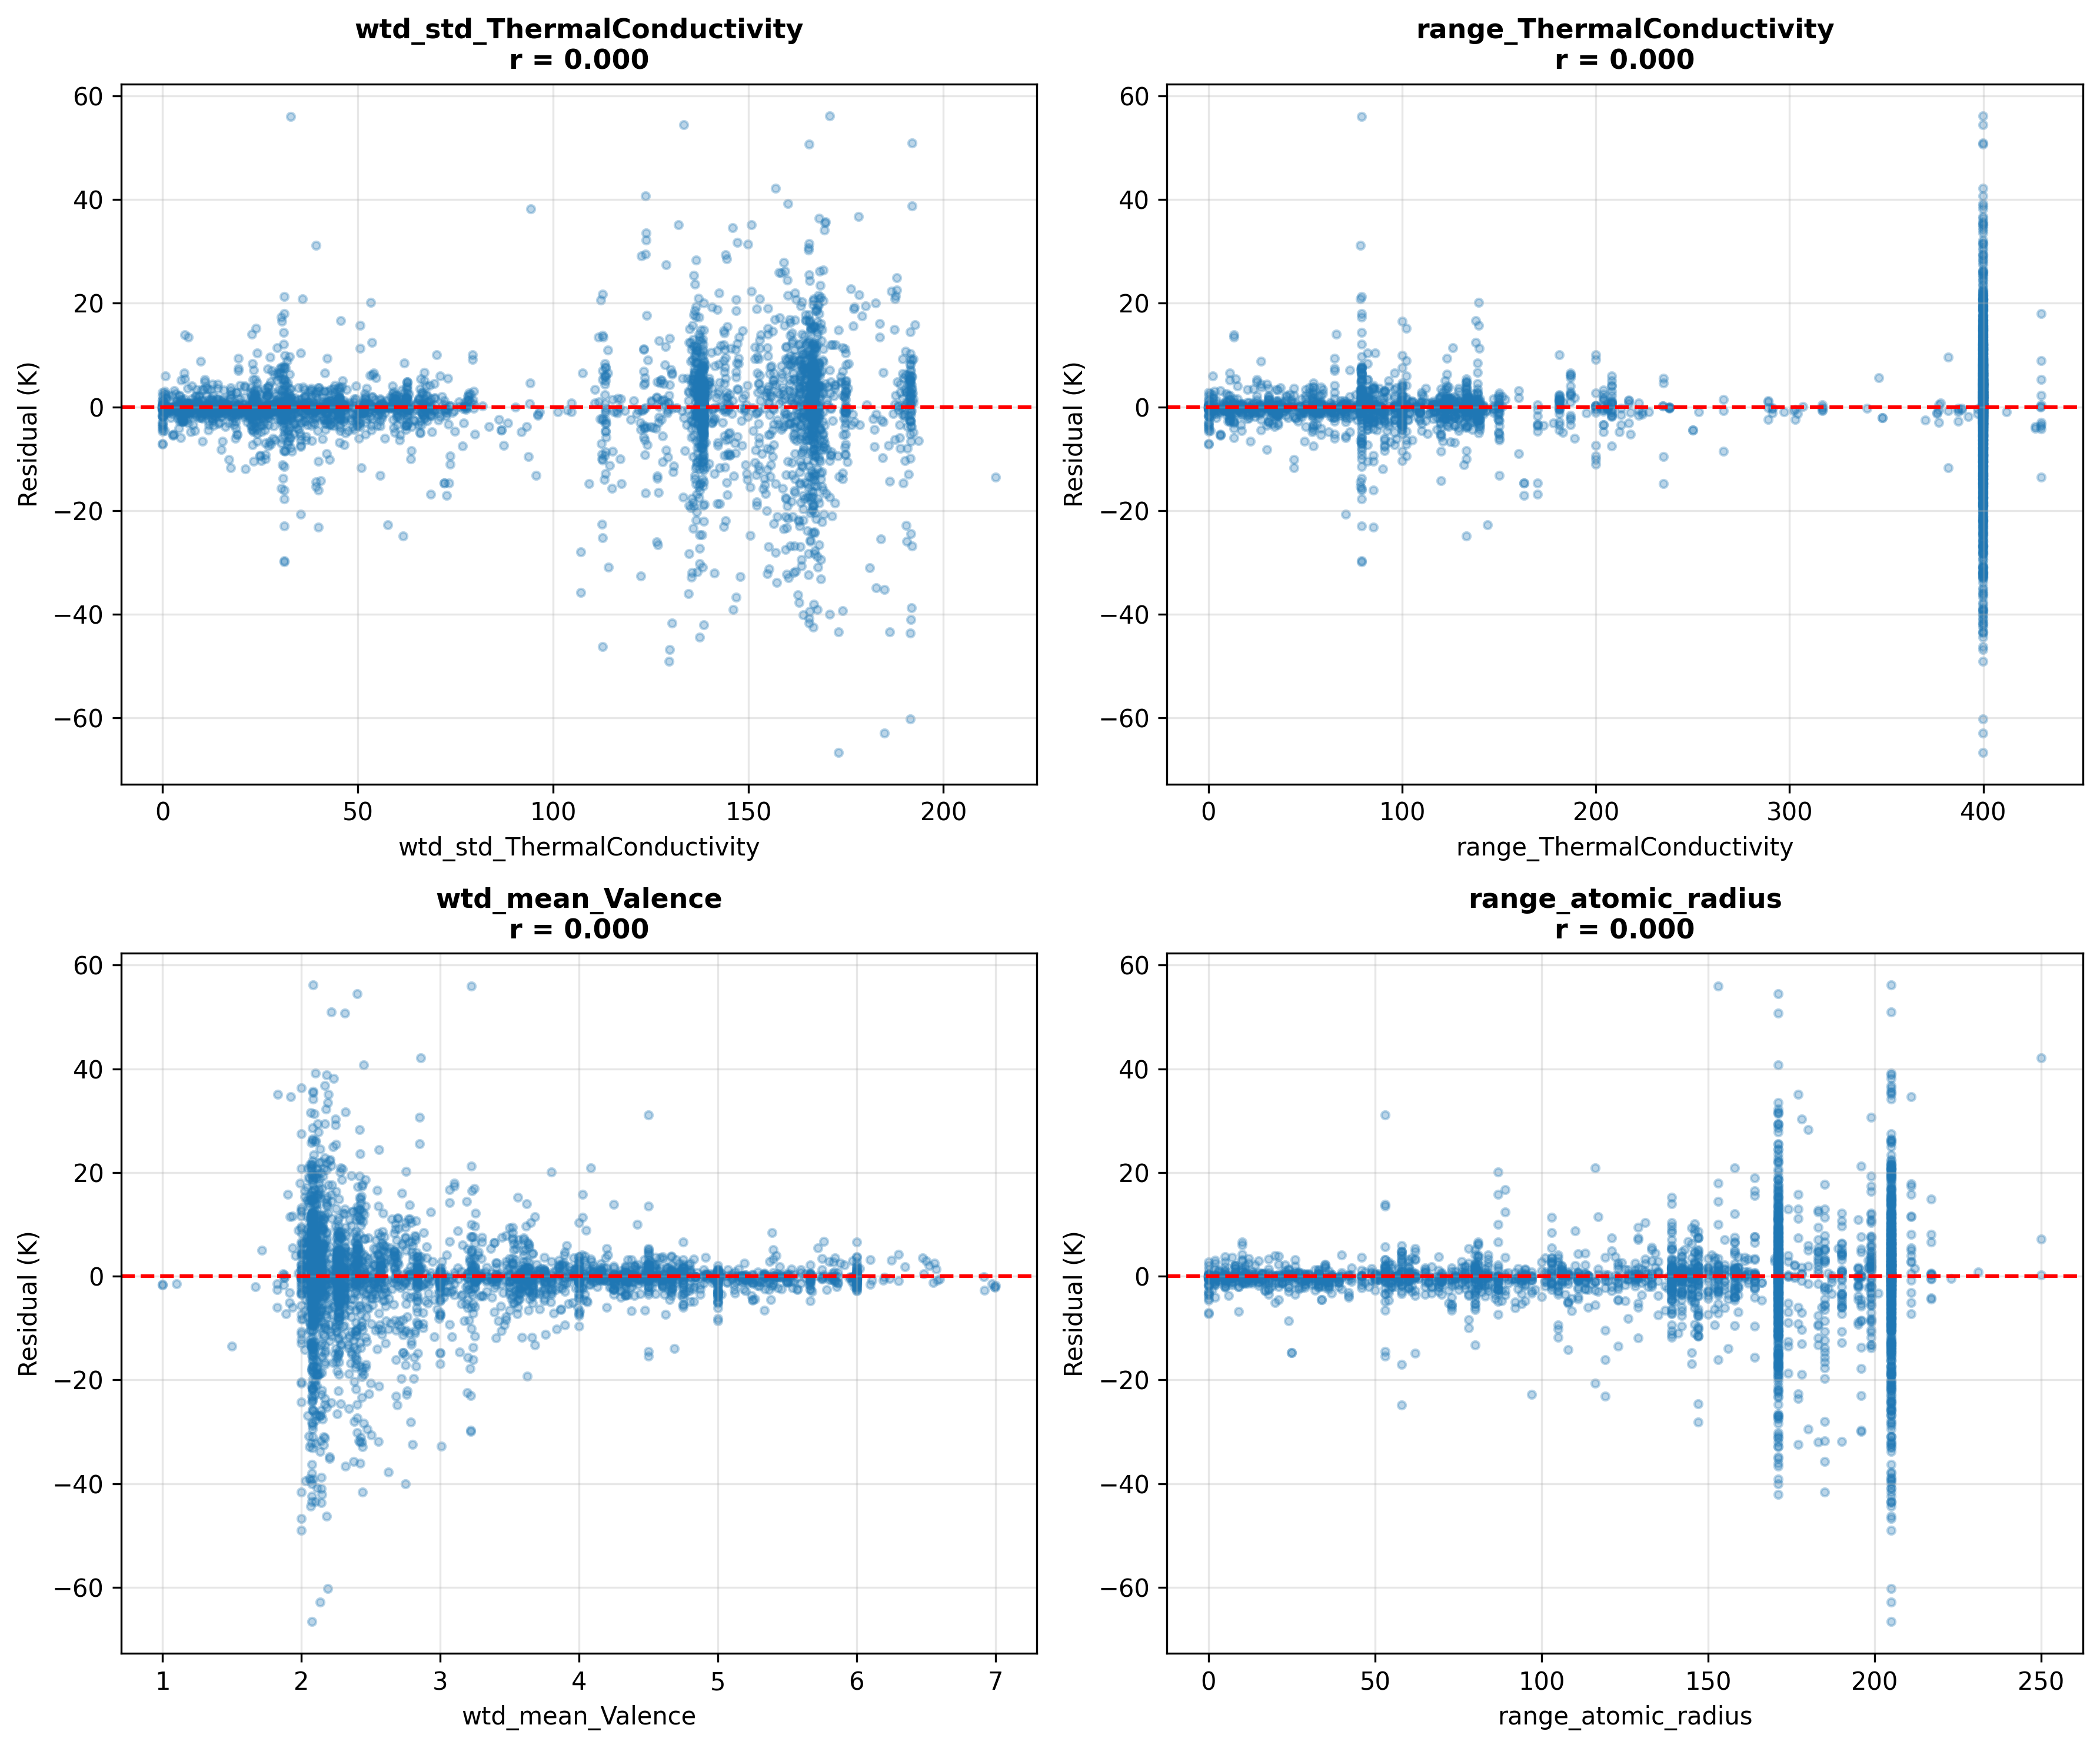 wtd_std_ThermalConductivity
r = 0.000
60
40
20
0
−20
−40
−60
Residual (K)
0 50 100 150 200
wtd_std_ThermalConductivity
range_ThermalConductivity
r = 0.000
60
40
20
0
−20
−40
−60
Residual (K)
0 100 200 300 400
range_ThermalConductivity
wtd_mean_Valence
r = 0.000
60
40
20
0
−20
−40
−60
Residual (K)
1 2 3 4 5 6 7
wtd_mean_Valence
range_atomic_radius
r = 0.000
60
40
20
0
−20
−40
−60
Residual (K)
0 50 100 150 200 250
range_atomic_radius